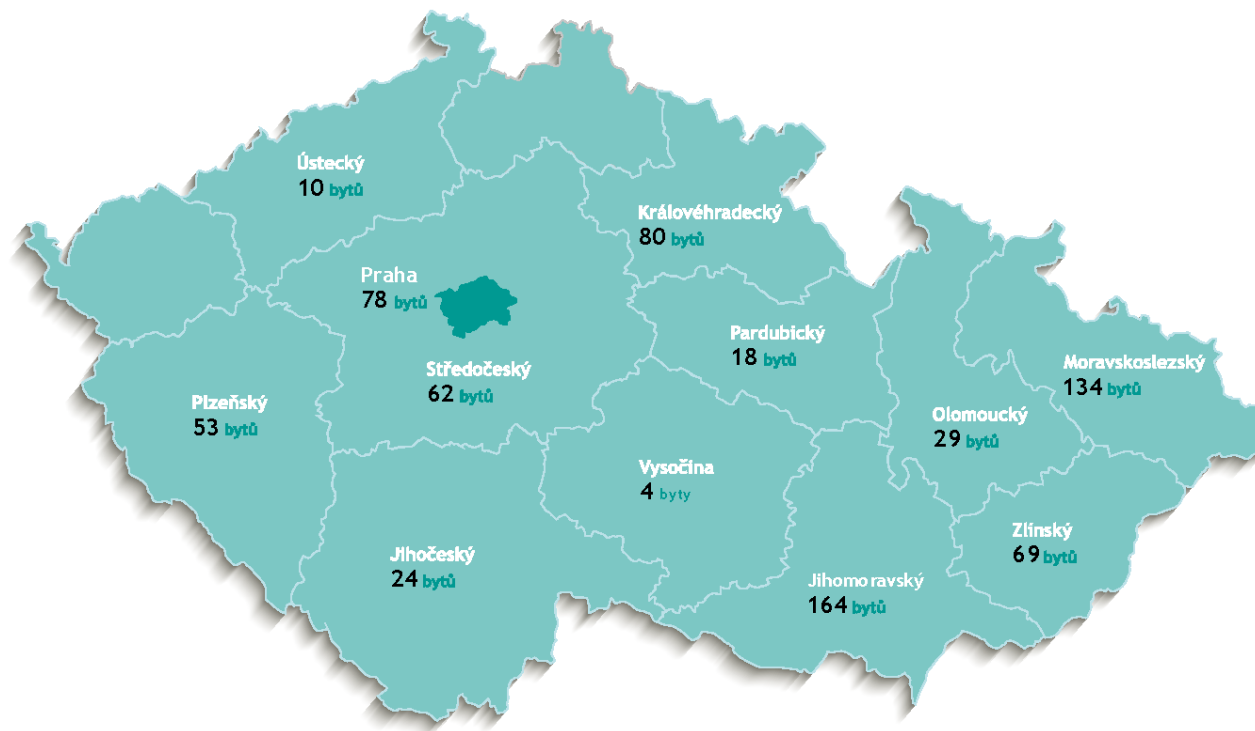 Ústecký
10 bytů
Královéhradecký
80 bytů
Praha
78 bytů
Pardubický
18 bytů
Moravskoslezský
134 bytů
Středočeský
62 bytů
Plzeňský
53 bytů
Olomoucký
29 bytů
Vysočina
4 byty
Zlínský
69 bytů
Jihočeský
24 bytů
Jihomoravský
164 bytů